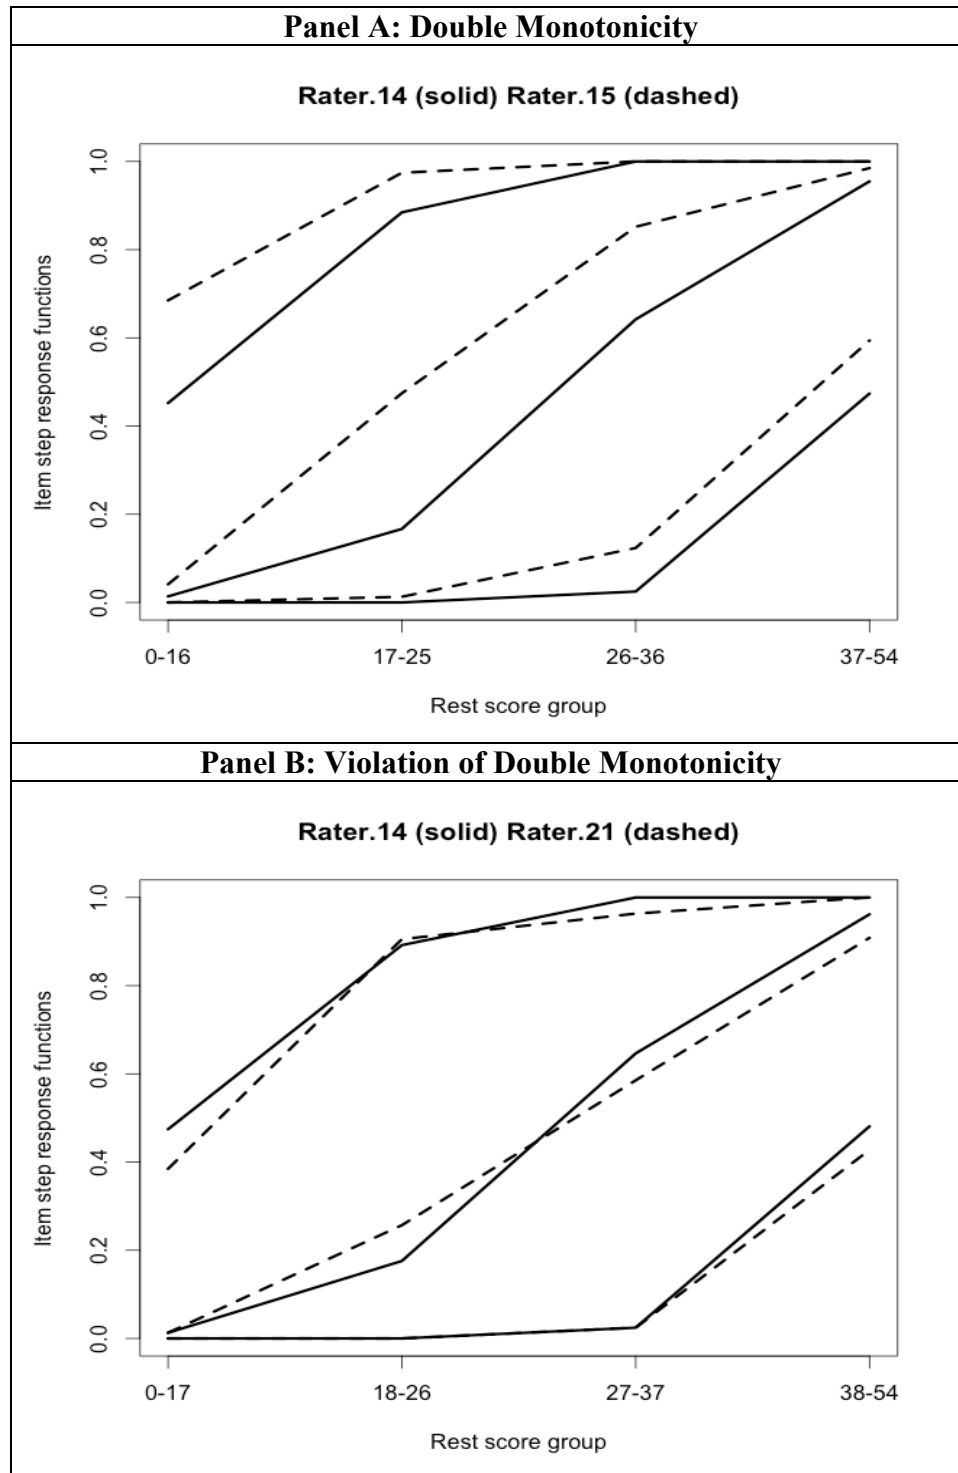 Panel A: Double Monotonicity
Rater.14 (solid) Rater.15 (dashed)
Item step response functions
1.0
0.8
0.6
0.4
0.2
0.0
0-16 17-25 26-36 37-54
Rest score group
Panel B: Violation of Double Monotonicity
Rater.14 (solid) Rater.21 (dashed)
Item step response functions
1.0
0.8
0.6
0.4
0.2
0.0
0-17 18-26 27-37 38-54
Rest score group